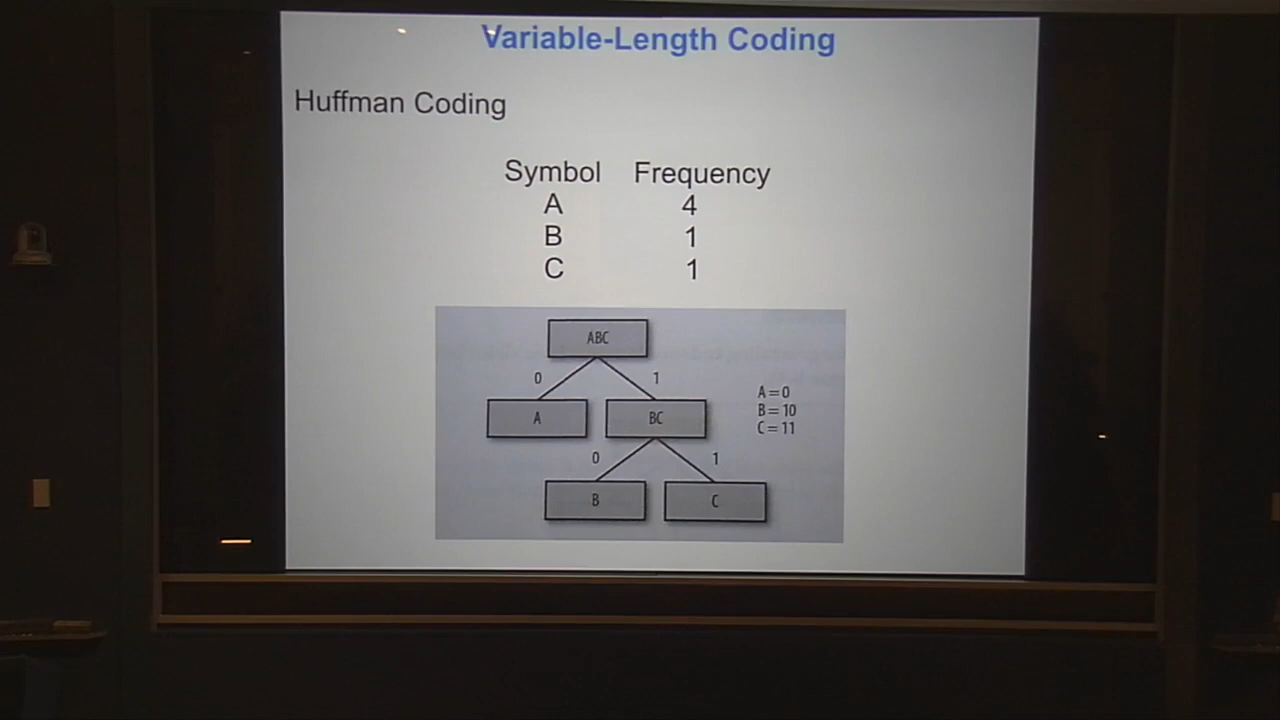 Variable-Length Coding
Huffman Coding
Symbol Frequency
A 4
B 1
C 1
ABC
0 1
A BC
A=0
B=10
C=11
0 1
B C